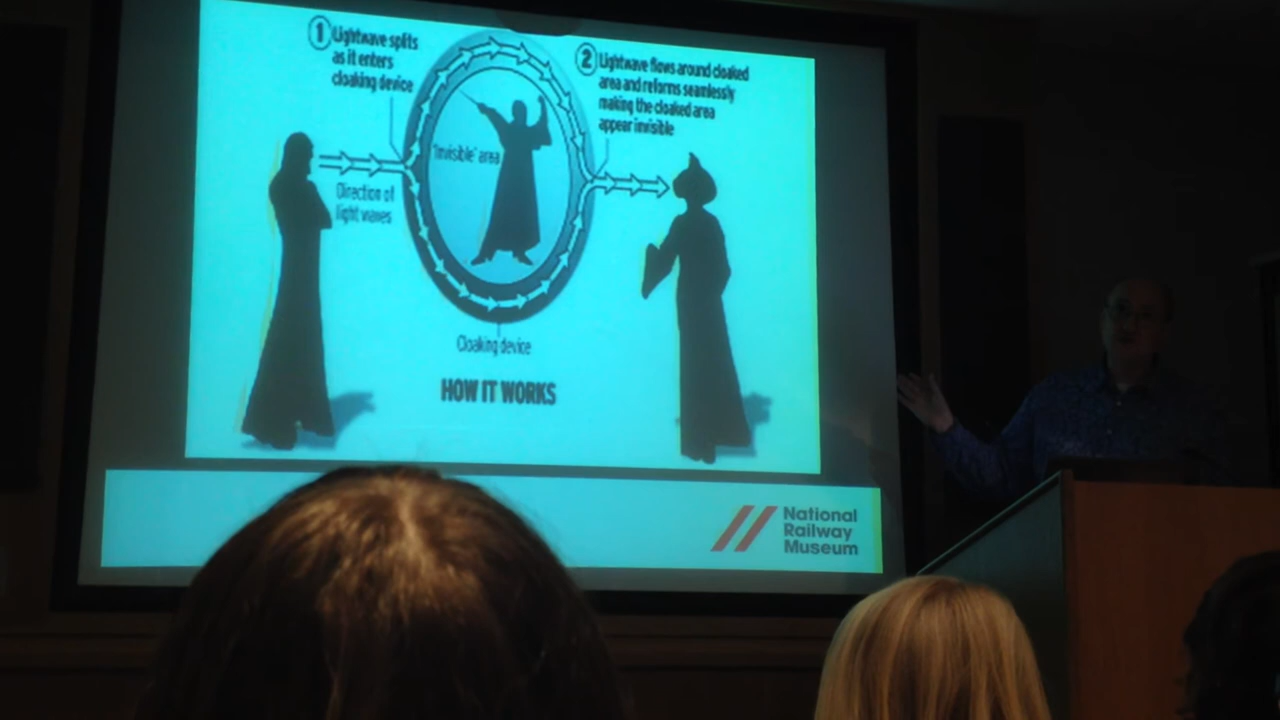 1 Lightwave splits
as it enters
cloaking device
2 Lightwave flows around cloaked
area and reforms seamlessly
making the cloaked area
appear invisible
'Invisible' area
Direction of
light waves
Cloaking device
HOW IT WORKS
National
Railway
Museum